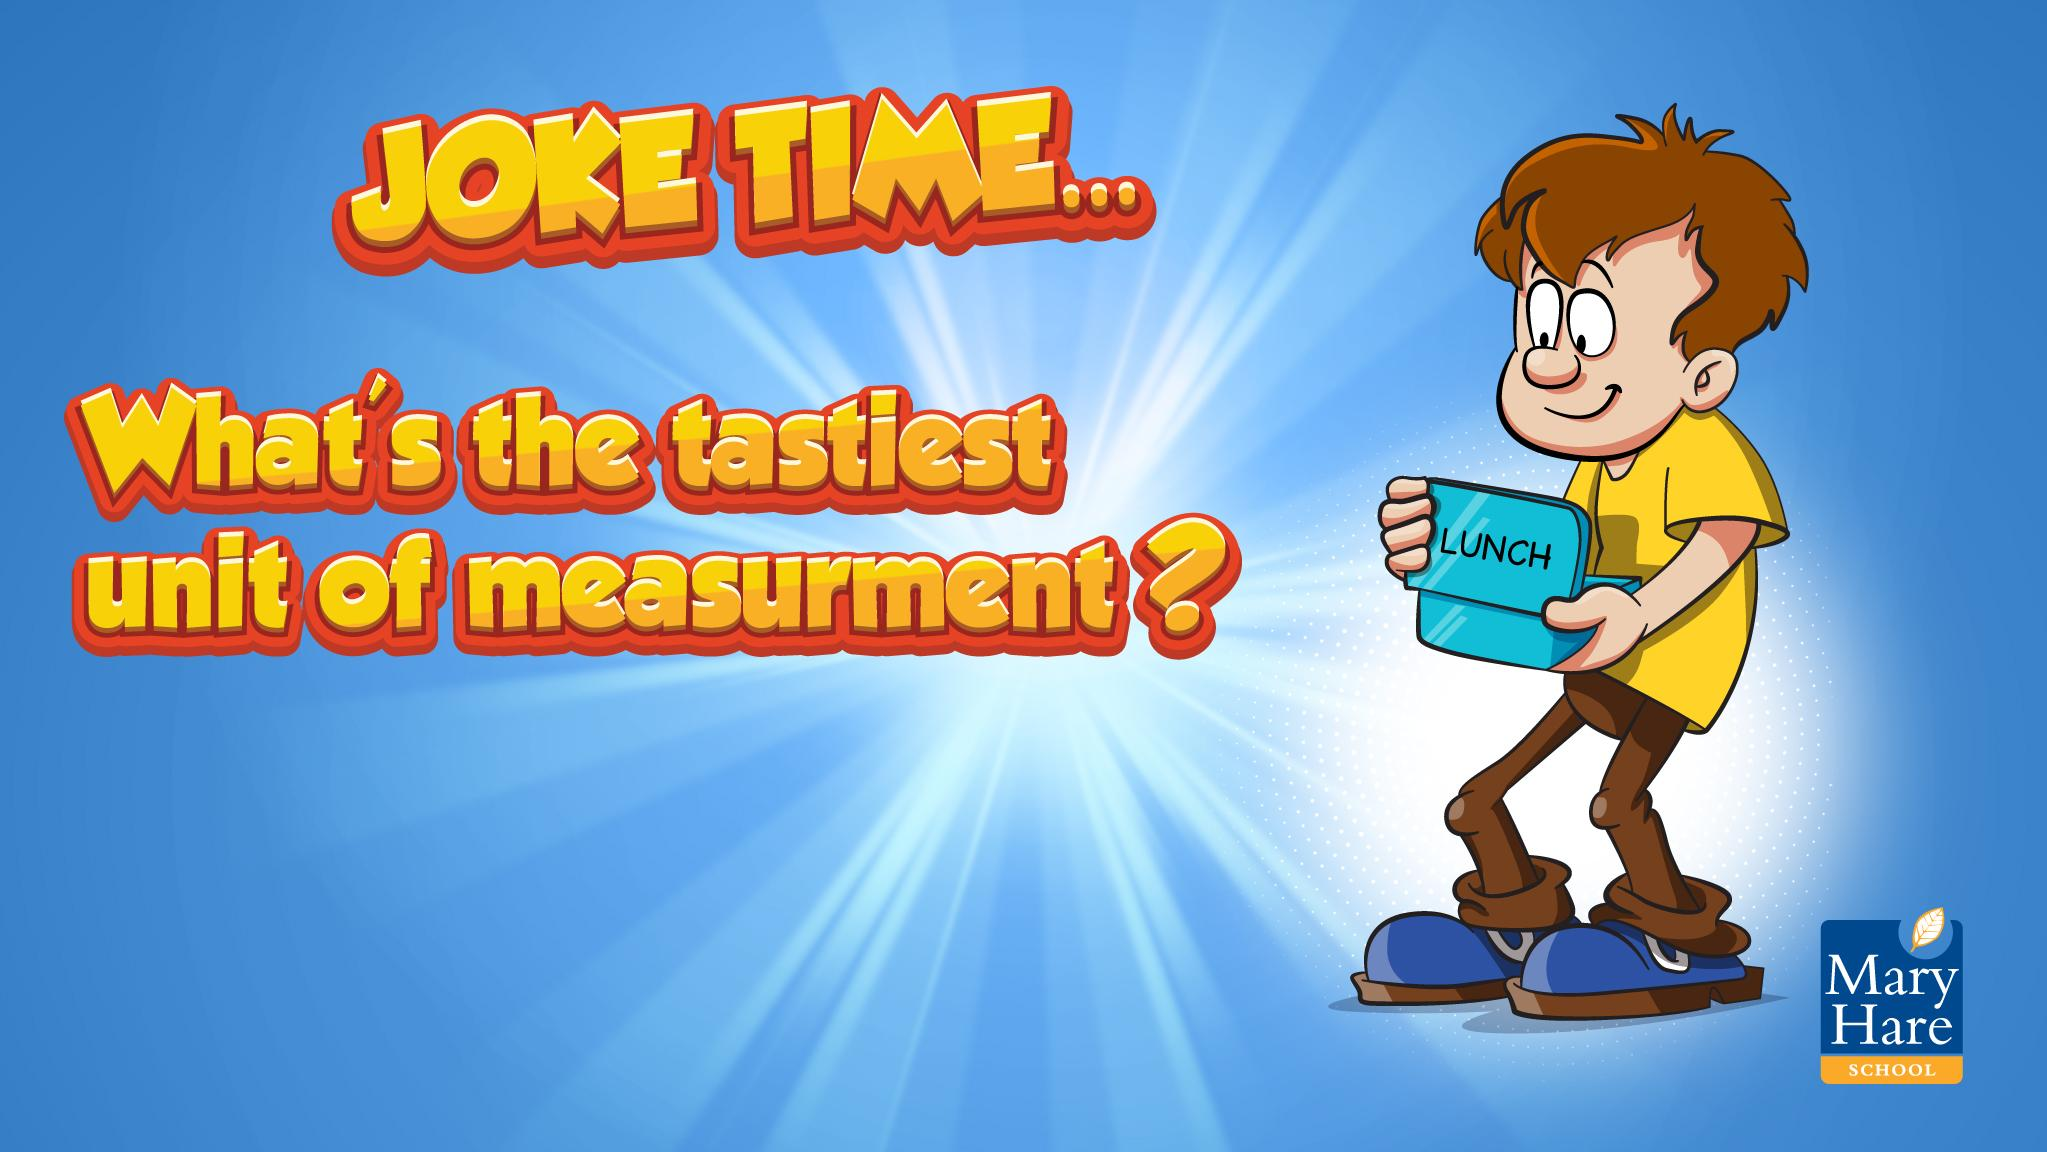 JOKE TIME...
What's the tastiest
unit of measurment?
LUNCH
Mary
Hare
SCHOOL